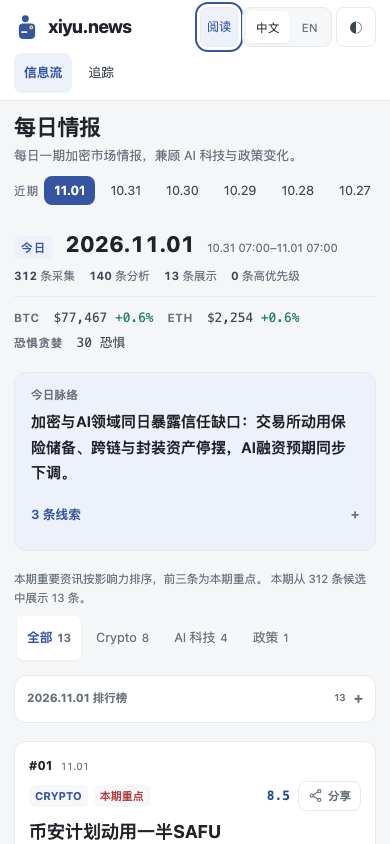 xiyu.news
阅读
中文
EN
信息流
追踪
每日情报
每日一期加密市场情报，兼顾 AI 科技与政策变化。
近期 11.01 10.31 10.30 10.29 10.28 10.27
今日 2026.11.01 10.31 07:00–11.01 07:00
312 条采集 140 条分析 13 条展示 0 条高优先级
BTC $77,467 +0.6% ETH $2,254 +0.6%
恐惧贪婪 30 恐惧
今日脉络
加密与AI领域同日暴露信任缺口：交易所动用保
险储备、跨链与封装资产停摆，AI融资预期同步
下调。
3 条线索 +
本期重要资讯按影响力排序，前三条为本期重点。 本期从 312 条候选
中展示 13 条。
全部 13 Crypto 8 AI 科技 4 政策 1
2026.11.01 排行榜 13 +
#01 11.01
CRYPTO 本期重点 8.5 分享
币安计划动用一半SAFU